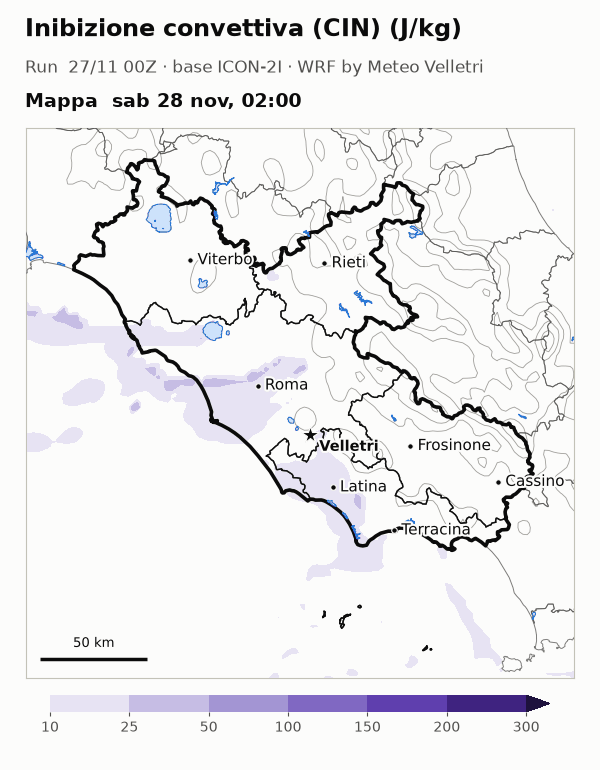 Inibizione convettiva (CIN) (J/kg)
Run 27/11 00Z · base ICON-2I · WRF by Meteo Velletri
Mappa sab 28 nov, 02:00
Viterbo
Rieti
Roma
Velletri
Frosinone
Cassino
Latina
Terracina
50 km
10 25 50 100 150 200 300